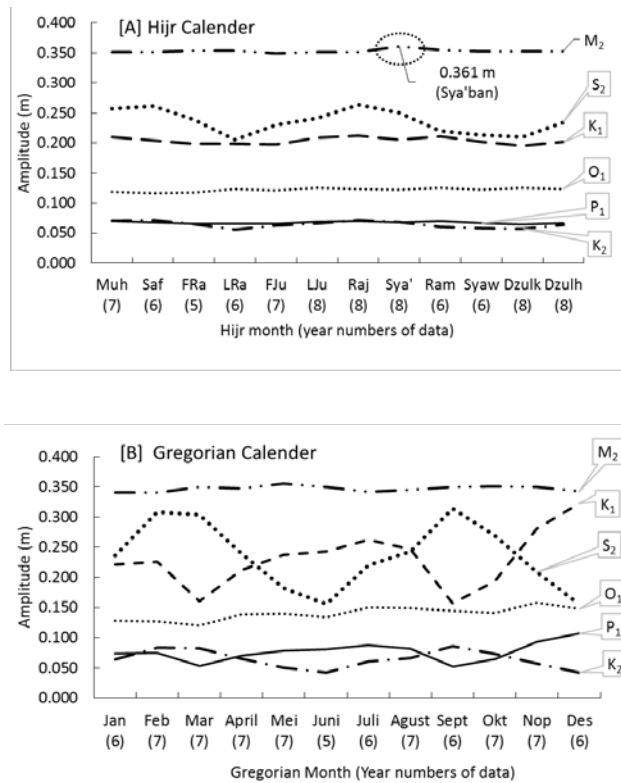 [A] Hijr Calender
Amplitude (m)
0.400
0.350
0.300
0.250
0.200
0.150
0.100
0.050
0.000
0.361 m
(Sya'ban)
M₂
S₂
K₁
O₁
P₁
K₂
Muh Saf FRa LRa FJu LJu Raj Sya' Ram Syaw Dzulk Dzulh
(7) (6) (5) (6) (7) (8) (8) (8) (6) (6) (8) (8)
Hijr month (year numbers of data)
[B] Gregorian Calender
Amplitude (m)
0.400
0.350
0.300
0.250
0.200
0.150
0.100
0.050
0.000
M₂
K₁
S₂
O₁
P₁
K₂
Jan Feb Mar April Mei Juni Juli Agust Sept Okt Nop Des
(6) (7) (7) (7) (7) (5) (6) (7) (6) (7) (7) (6)
Gregorian Month (Year numbers of data)